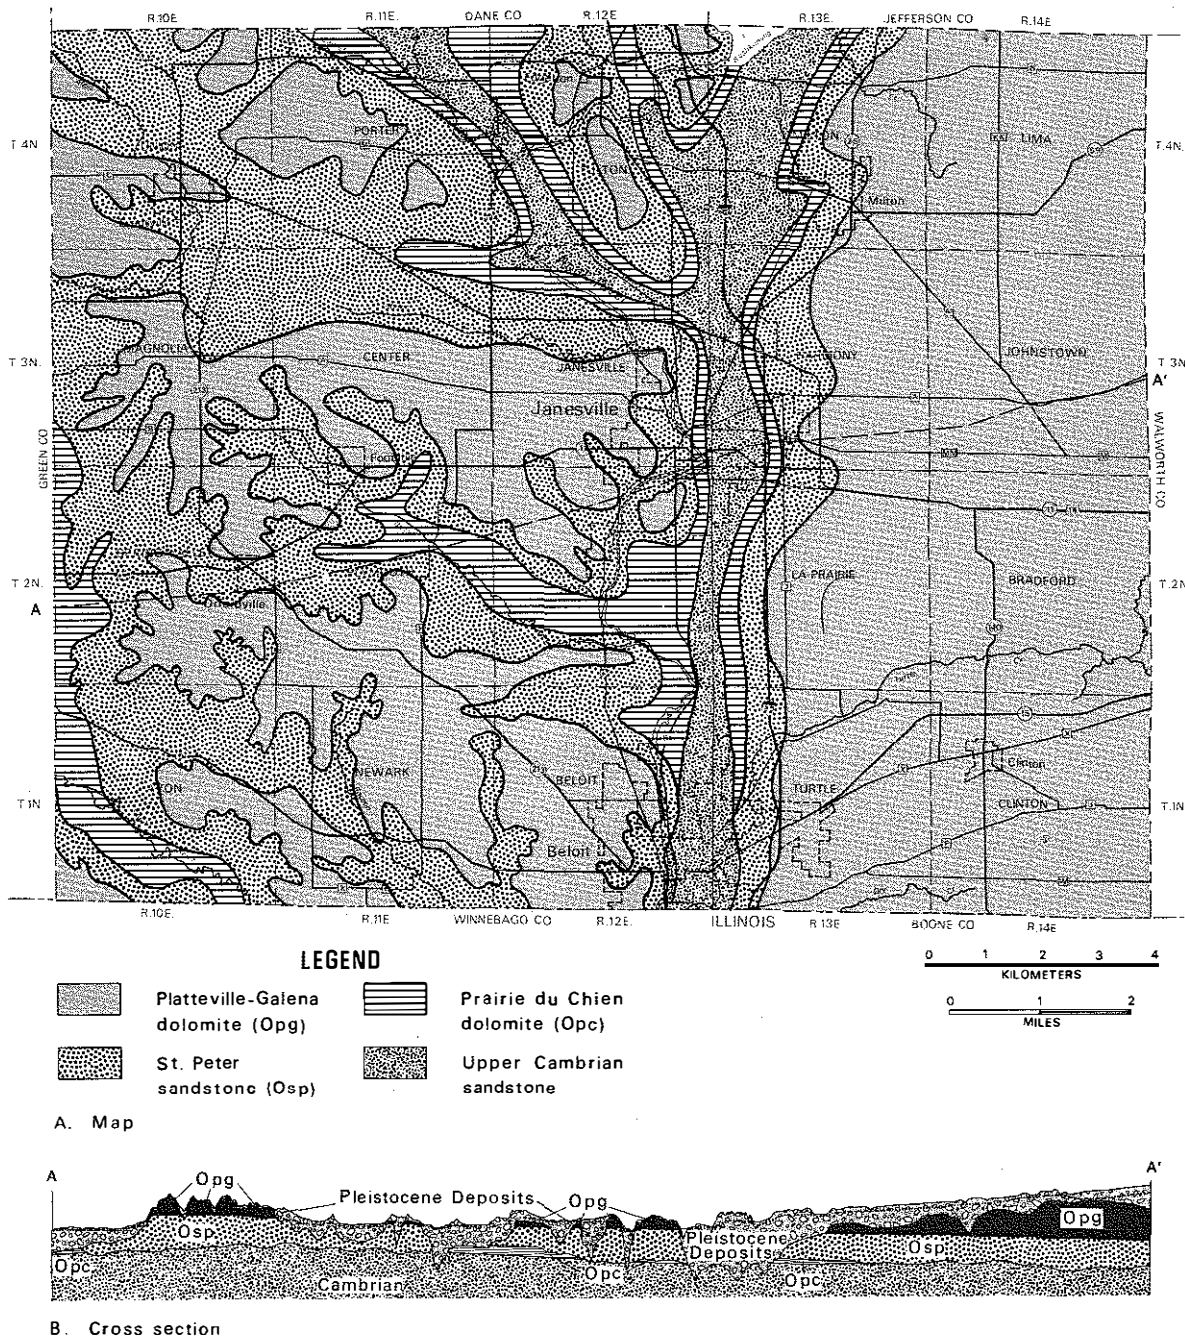 R.10E
R.11E.
DANE CO
R.12E
R.13E
JEFFERSON CO
R.14E
PORTER
T 4N.
LIMA
T.4N.
TON
Milton
T 3N.
CENTER
JANESVILLE
JOHNSTOWN
T 3N
A'
Janesville
GREEN CO
WALWORTH CO
T 2N.
A
LA PRAIRIE
BRADFORD
T.2N
NEWARK
BELOIT
TURTLE
Clinton
T.1N
CLINTON
T.1N
Beloit
R.10E.
R.11E
WINNEBAGO CO
R.12E.
ILLINOIS
R 13E
BOONE CO
R.14E
LEGEND
Platteville-Galena
dolomite (Opg)
Prairie du Chien
dolomite (Opc)
St. Peter
sandstone (Osp)
Upper Cambrian
sandstone
0 1 2 3 4
KILOMETERS
0 1 2
MILES
A. Map
A
A'
Opg
Pleistocene Deposits
Opg
Opg
Osp
Pleistocene
Deposits
Osp
Opc
Opc
Opc
Cambrian
B. Cross section